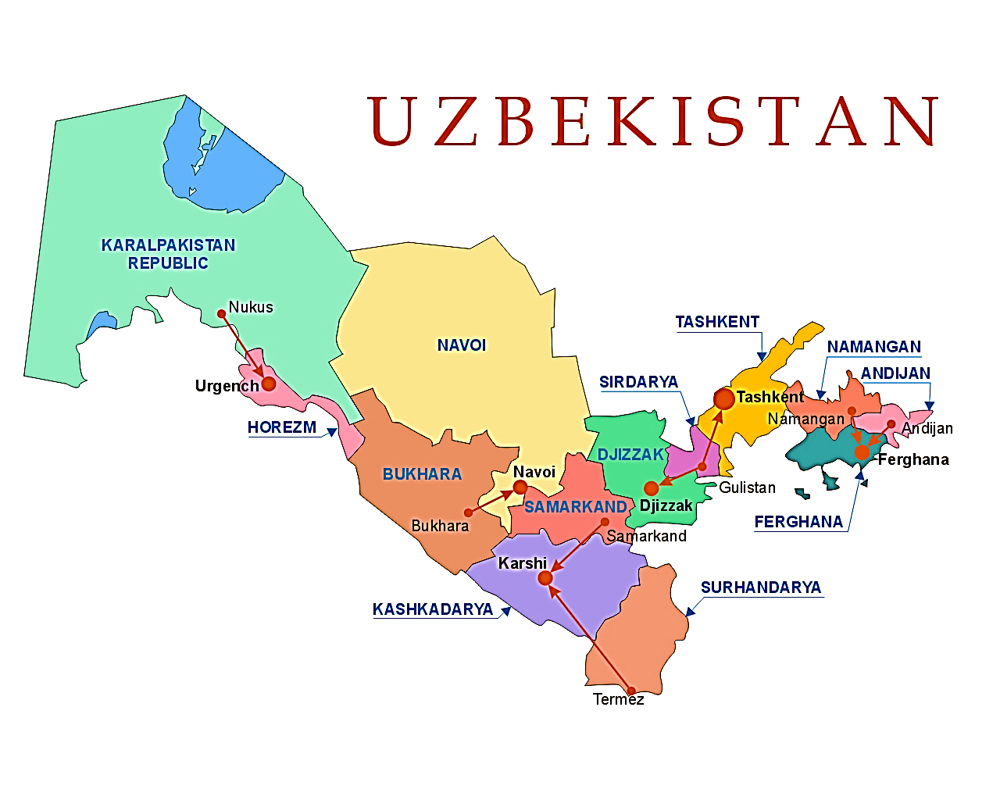 UZBEKISTAN
KARALPAKISTAN
REPUBLIC
Nukus
TASHKENT
NAVOI
NAMANGAN
ANDIJAN
SIRDARYA
Urgench
Tashkent
Namangan
HOREZM
Andijan
DJIZZAK
Ferghana
BUKHARA
Navoi
Gulistan
SAMARKAND
Djizzak
FERGHANA
Bukhara
Samarkand
Karshi
SURHANDARYA
KASHKADARYA
Termez